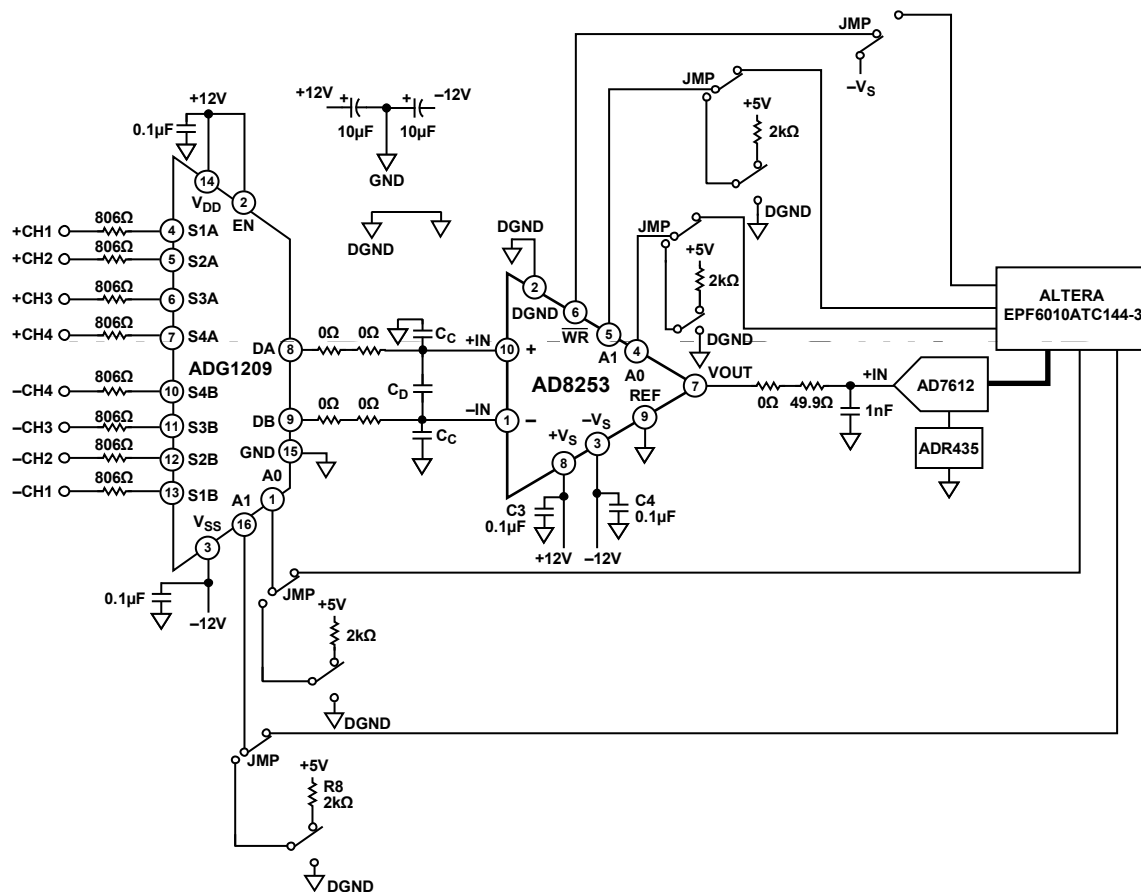 JMP
–VS
JMP
+5V
2kΩ
DGND
+12V
0.1µF
+12V
+
10µF
+
10µF
–12V
GND
DGND
14
VDD
2
EN
806Ω
+CH1
4
S1A
806Ω
+CH2
5
S2A
806Ω
+CH3
6
S3A
806Ω
+CH4
7
S4A
ADG1209
806Ω
–CH4
10
S4B
806Ω
–CH3
11
S3B
806Ω
–CH2
12
S2B
806Ω
–CH1
13
S1B
DA
8
0Ω
0Ω
CC
CD
DB
9
0Ω
0Ω
CC
GND
15
A0
1
A1
16
VSS
3
0.1µF
–12V
+IN
10
+
–IN
1
–
AD8253
DGND
2
DGND
6
WR
5
A1
4
A0
JMP
+5V
2kΩ
DGND
7
VOUT
REF
9
–VS
3
+VS
8
C3
0.1µF
+12V
–12V
C4
0.1µF
0Ω
49.9Ω
+IN
1nF
AD7612
ADR435
ALTERA
EPF6010ATC144-3
JMP
+5V
2kΩ
DGND
JMP
+5V
R8
2kΩ
DGND